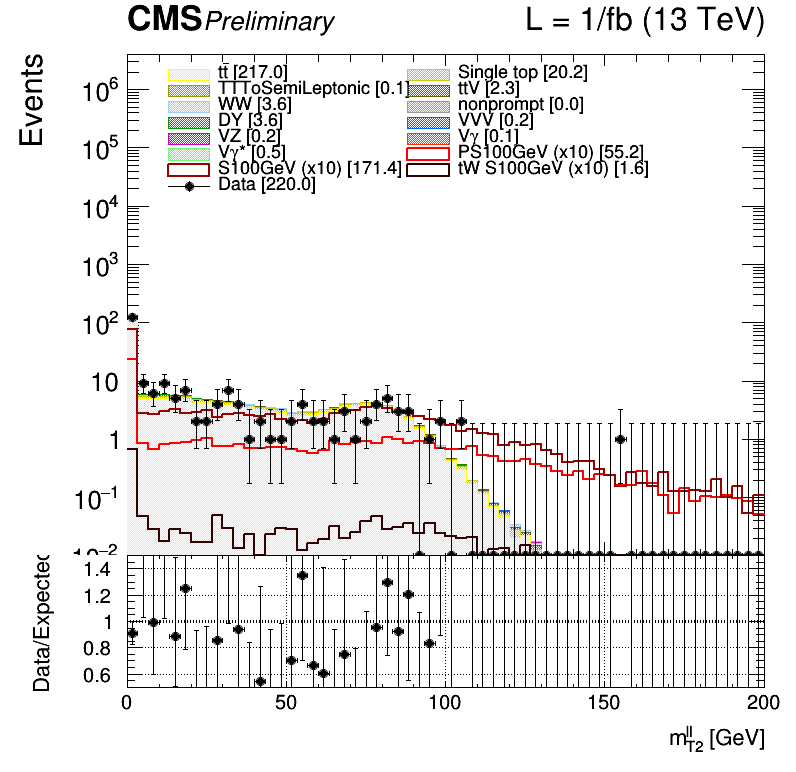 CMS Preliminary L = 1/fb (13 TeV)
Events
tt̄ [217.0] Single top [20.2]
TTToSemiLeptonic [0.1] ttV [2.3]
WW [3.6] nonprompt [0.0]
DY [3.6] VVV [0.2]
VZ [0.2] Vγ [0.1]
Vγ* [0.5] PS100GeV (x10) [55.2]
S100GeV (x10) [171.4] tW S100GeV (x10) [1.6]
Data [220.0]
10⁶
10⁵
10⁴
10³
10²
10
1
10⁻¹
10⁻²
Data/Expected
1.4
1.2
1
0.8
0.6
0 50 100 150 200
m_{T2}^{ll} [GeV]